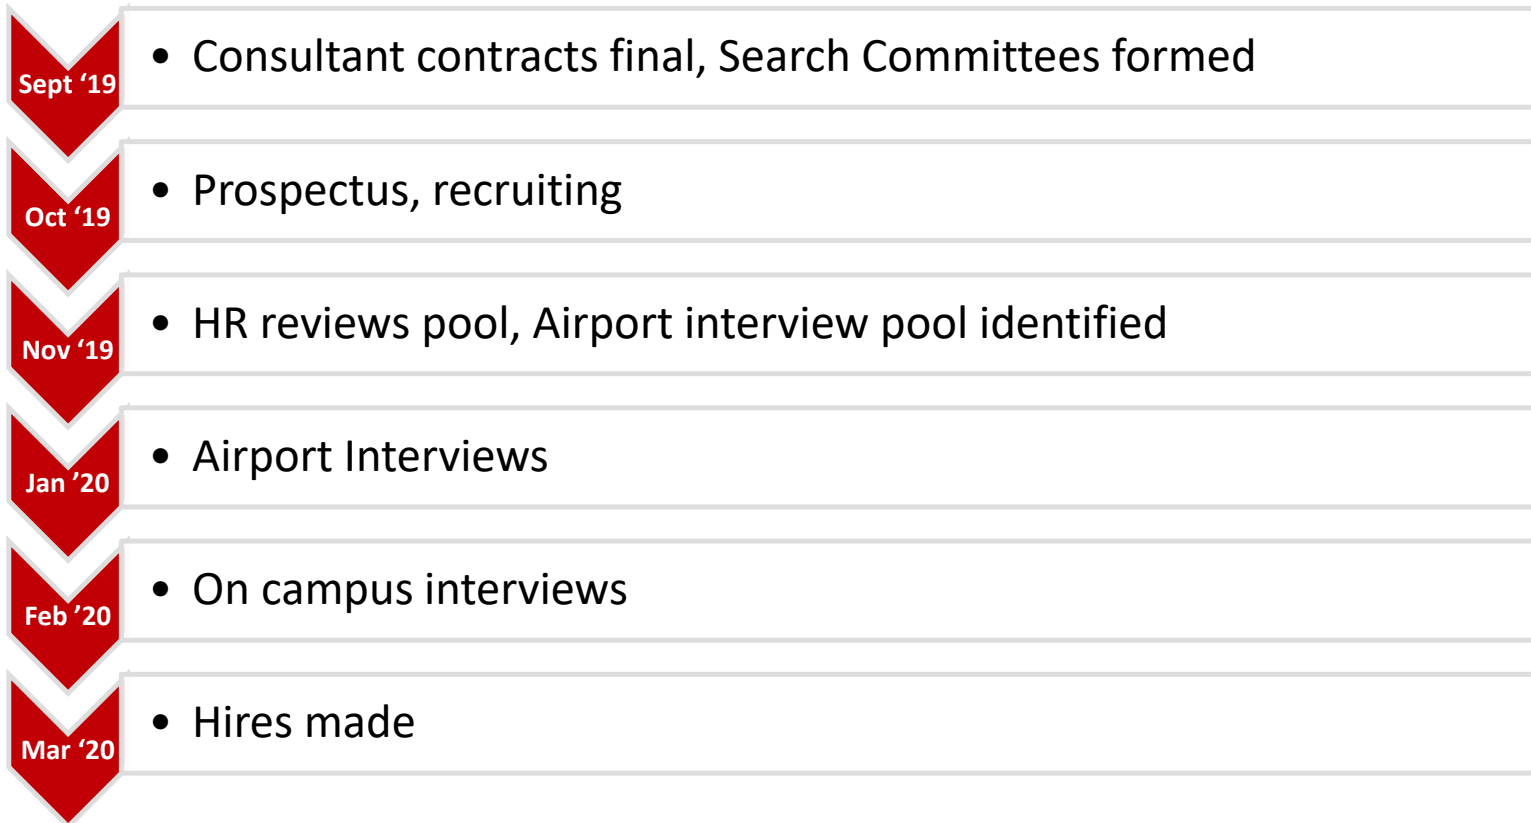 Sept ‘19
• Consultant contracts final, Search Committees formed
Oct ‘19
• Prospectus, recruiting
Nov ‘19
• HR reviews pool, Airport interview pool identified
Jan ’20
• Airport Interviews
Feb ’20
• On campus interviews
Mar ‘20
• Hires made